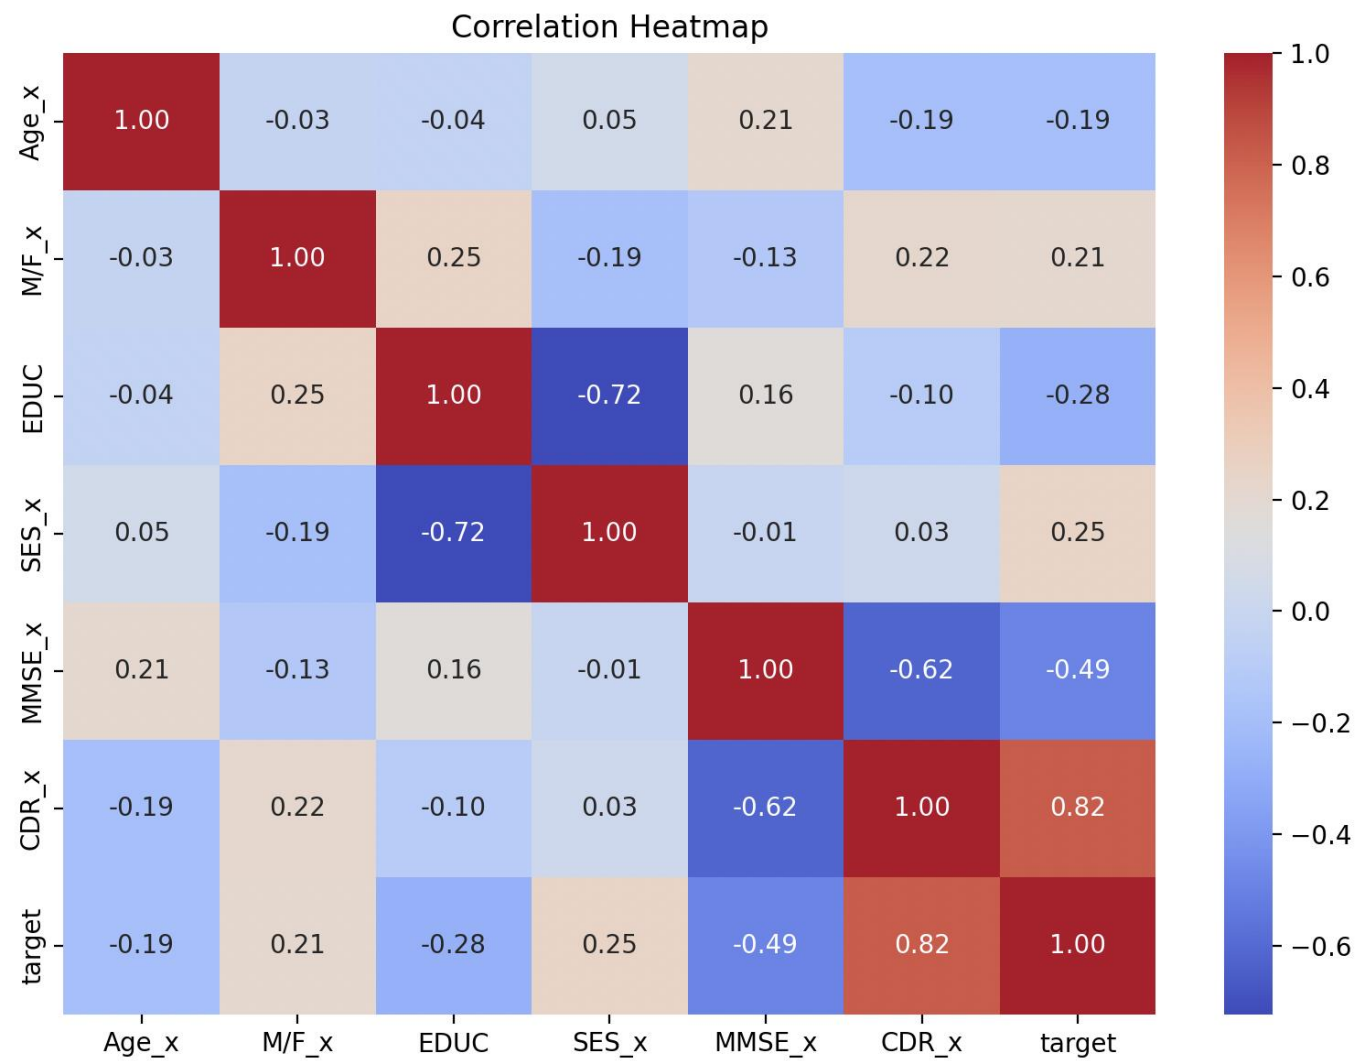 Correlation Heatmap
Age_x 1.00 -0.03 -0.04 0.05 0.21 -0.19 -0.19
M/F_x -0.03 1.00 0.25 -0.19 -0.13 0.22 0.21
EDUC -0.04 0.25 1.00 -0.72 0.16 -0.10 -0.28
SES_x 0.05 -0.19 -0.72 1.00 -0.01 0.03 0.25
MMSE_x 0.21 -0.13 0.16 -0.01 1.00 -0.62 -0.49
CDR_x -0.19 0.22 -0.10 0.03 -0.62 1.00 0.82
target -0.19 0.21 -0.28 0.25 -0.49 0.82 1.00
Age_x M/F_x EDUC SES_x MMSE_x CDR_x target
1.0
0.8
0.6
0.4
0.2
0.0
−0.2
−0.4
−0.6